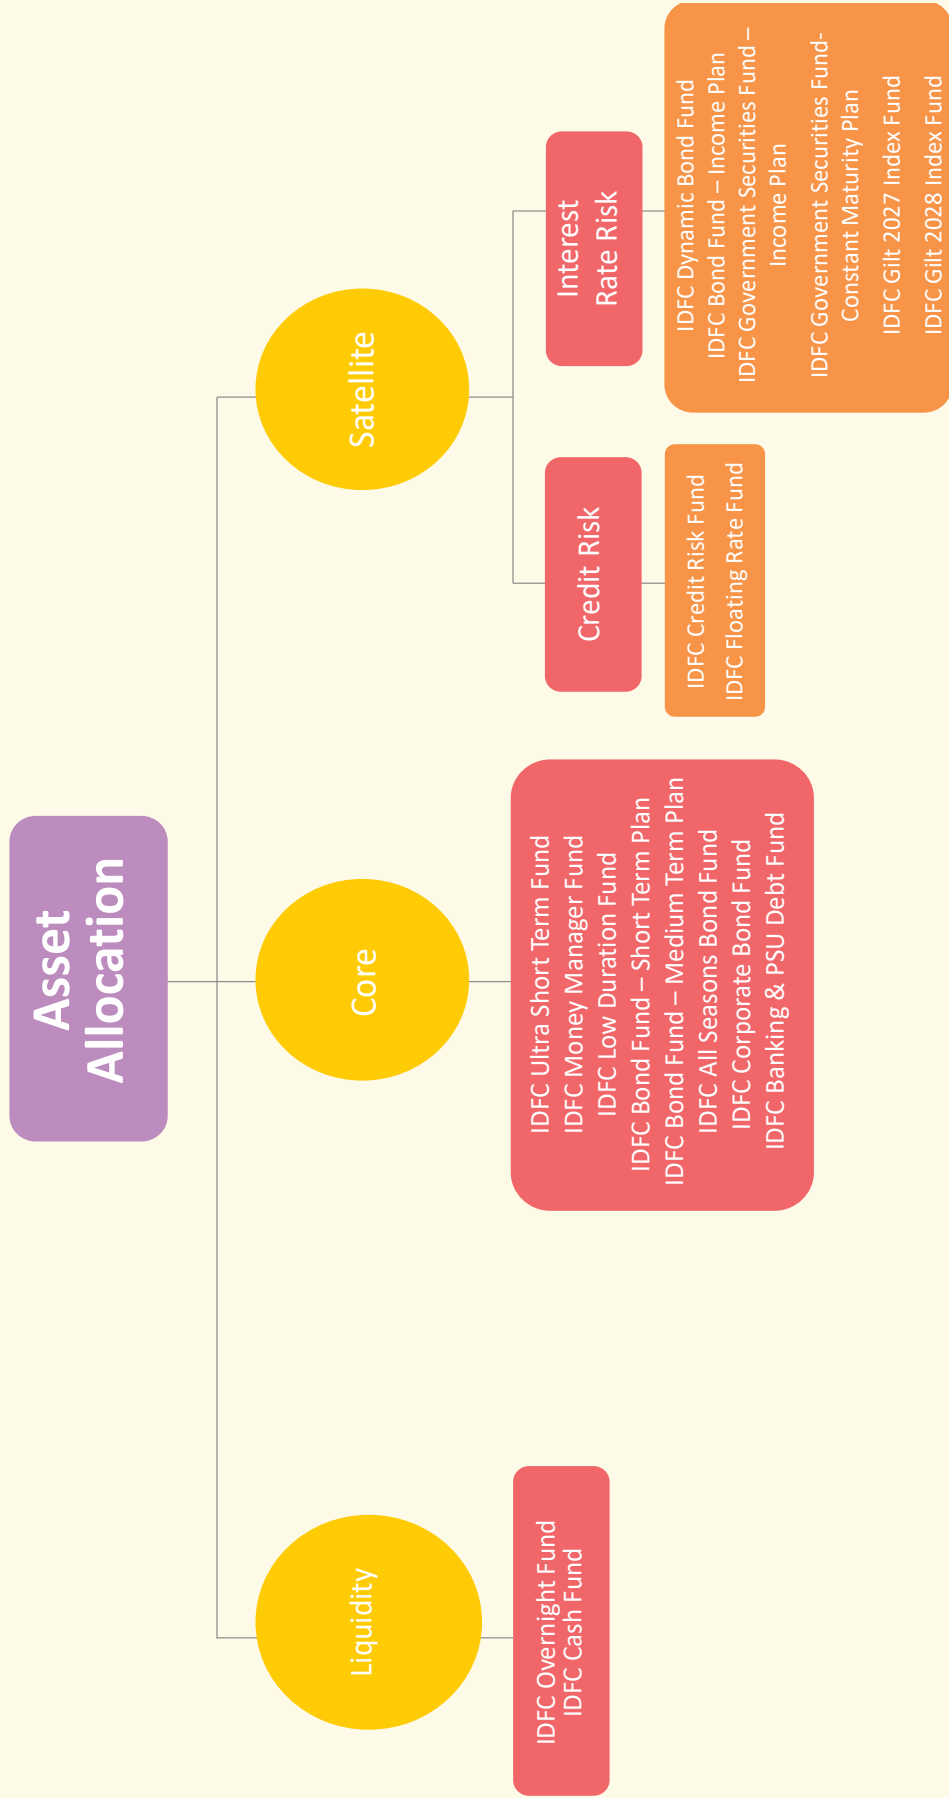 Asset
Allocation
Liquidity
Core
Satellite
IDFC Overnight Fund
IDFC Cash Fund
IDFC Ultra Short Term Fund
IDFC Money Manager Fund
IDFC Low Duration Fund
IDFC Bond Fund – Short Term Plan
IDFC Bond Fund – Medium Term Plan
IDFC All Seasons Bond Fund
IDFC Corporate Bond Fund
IDFC Banking & PSU Debt Fund
Credit Risk
IDFC Credit Risk Fund
IDFC Floating Rate Fund
Interest
Rate Risk
IDFC Dynamic Bond Fund
IDFC Bond Fund – Income Plan
IDFC Government Securities Fund –
Income Plan
IDFC Government Securities Fund-
Constant Maturity Plan
IDFC Gilt 2027 Index Fund
IDFC Gilt 2028 Index Fund